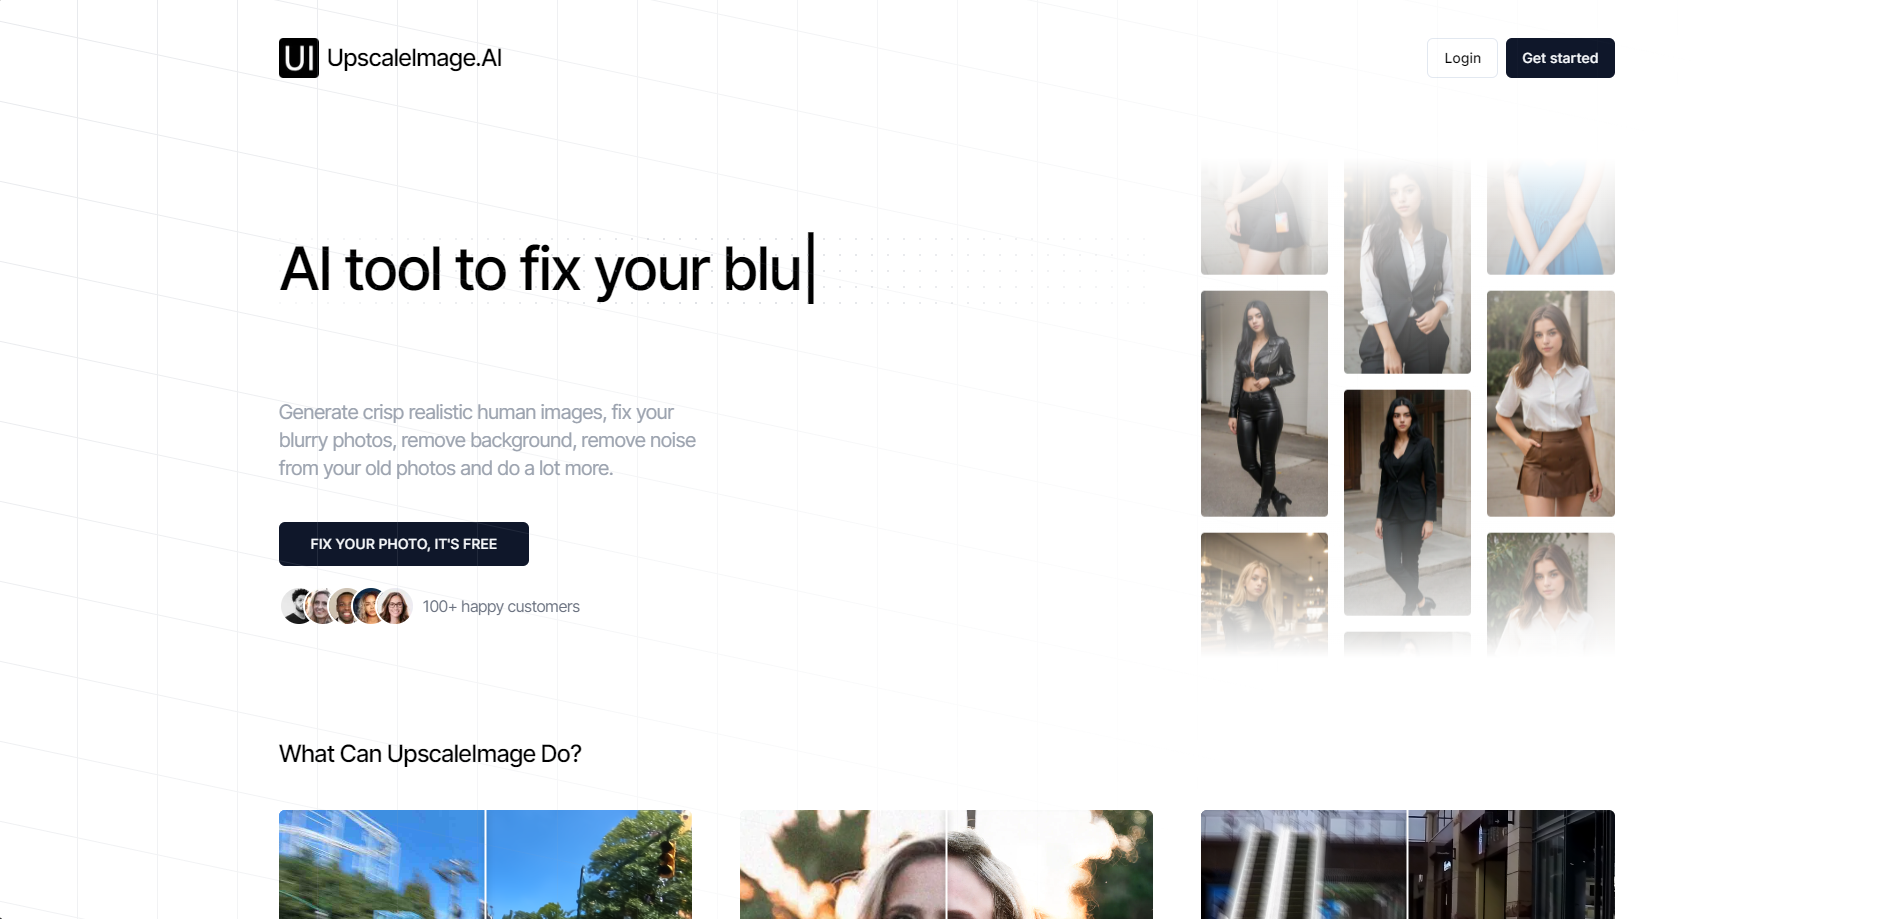 UI UpscaleImage.AI
Login
Get started
AI tool to fix your blu|
Generate crisp realistic human images, fix your
blurry photos, remove background, remove noise
from your old photos and do a lot more.
FIX YOUR PHOTO, IT'S FREE
100+ happy customers
What Can UpscaleImage Do?